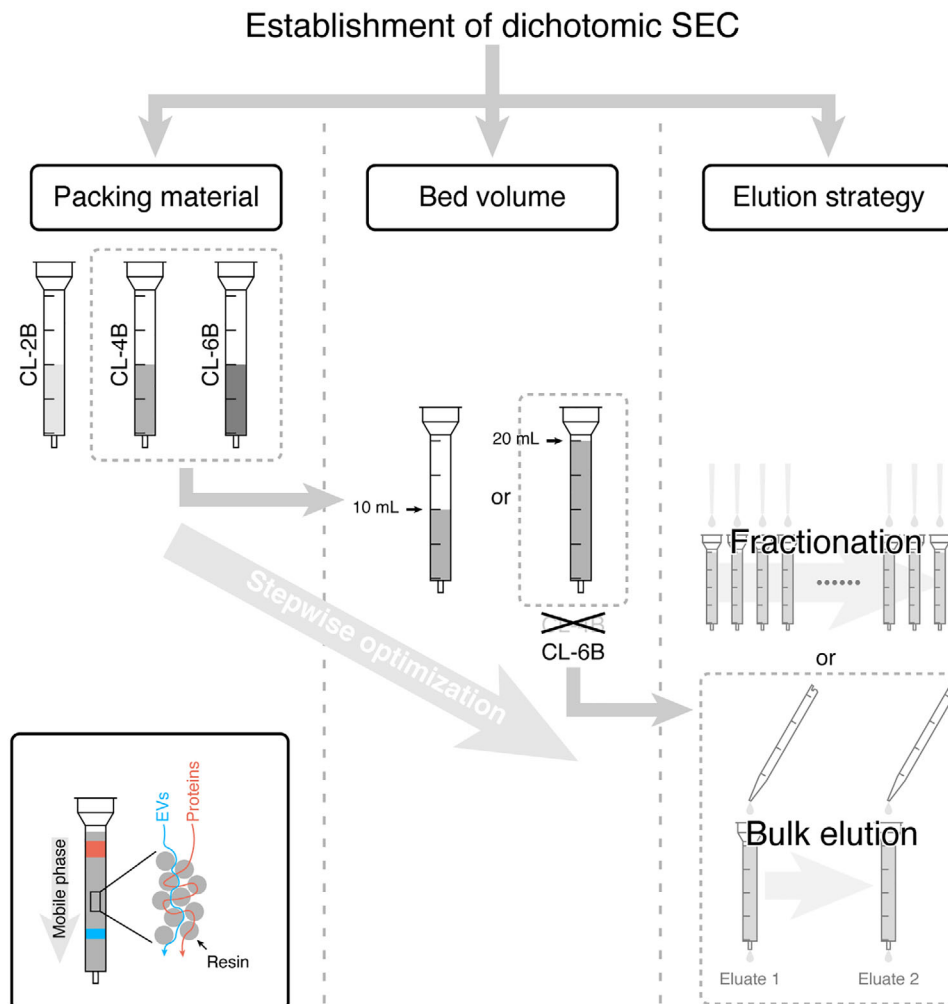 Establishment of dichotomic SEC
Packing material
Bed volume
Elution strategy
CL-2B
CL-4B
CL-6B
10 mL
or
20 mL
CL-4B
CL-6B
Stepwise optimization
Fractionation
......
or
Bulk elution
Eluate 1
Eluate 2
Mobile phase
EVs
Proteins
Resin